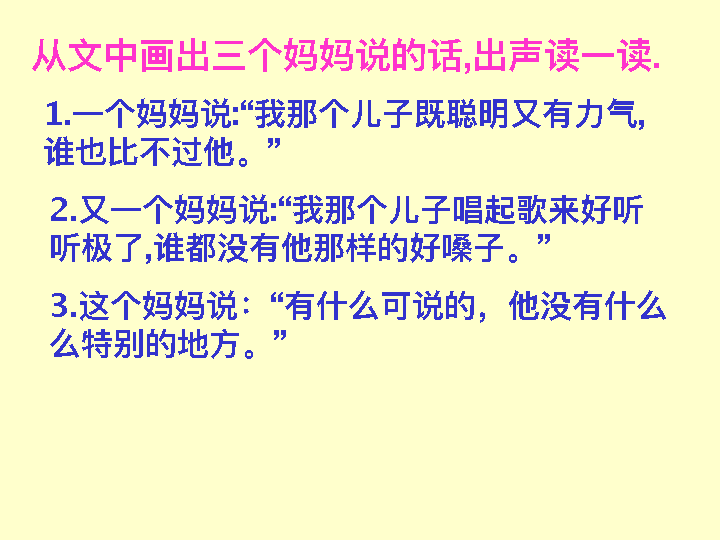 从文中画出三个妈妈说的话,出声读一读.
1.一个妈妈说:“我那个儿子既聪明又有力气,
谁也比不过他。”
2.又一个妈妈说:“我那个儿子唱起歌来好听
听极了,谁都没有他那样的好嗓子。”
3.这个妈妈说：“有什么可说的，他没有什么
么特别的地方。”